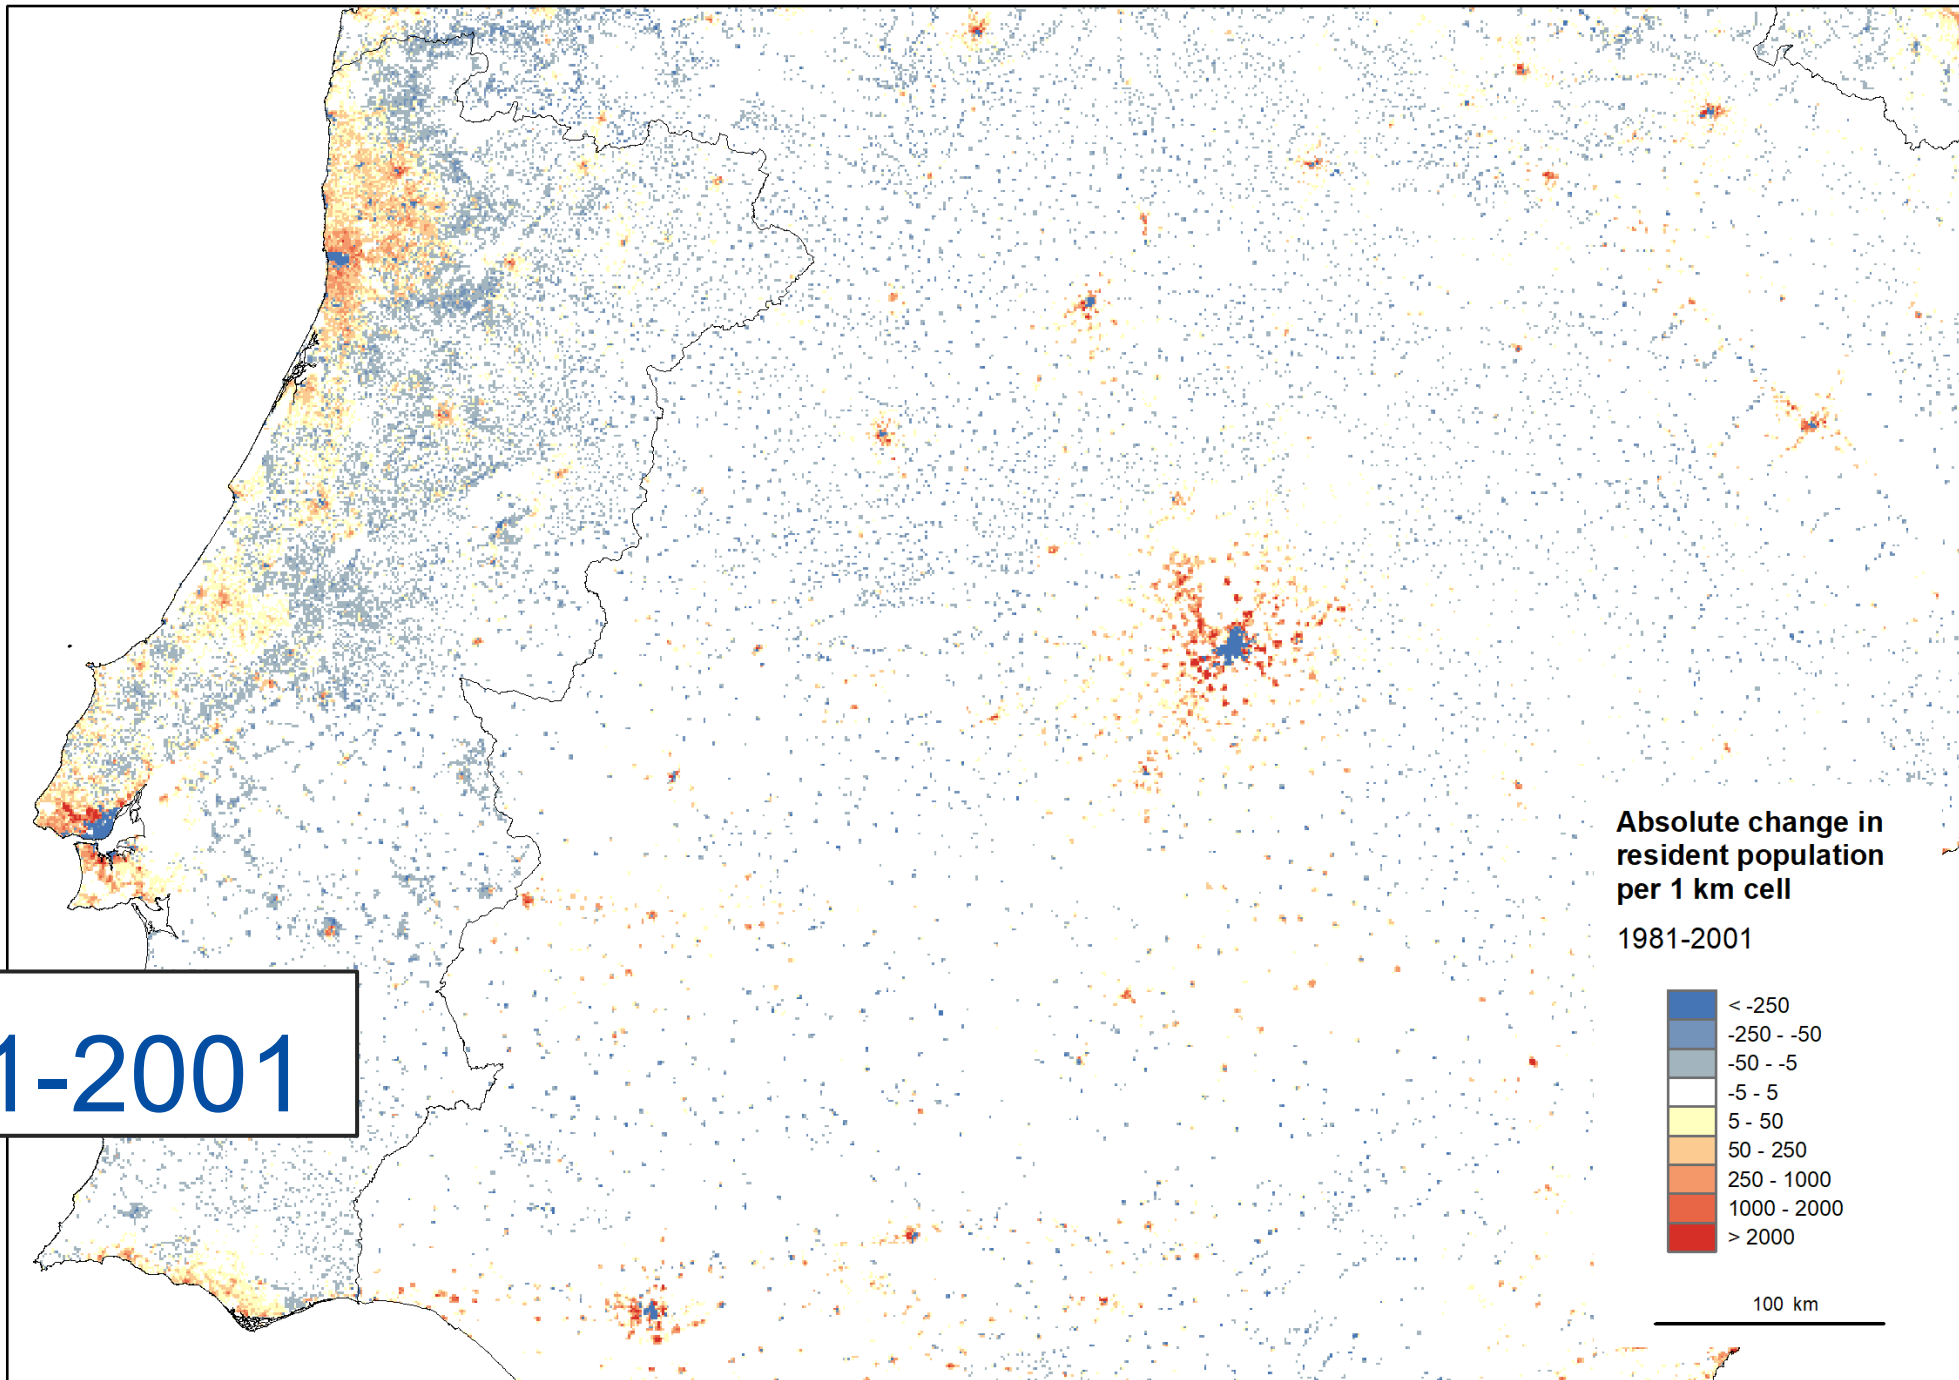 Absolute change in
resident population
per 1 km cell
1981-2001
< -250
-250 - -50
-50 - -5
-5 - 5
5 - 50
50 - 250
250 - 1000
1000 - 2000
> 2000
100 km
1-2001